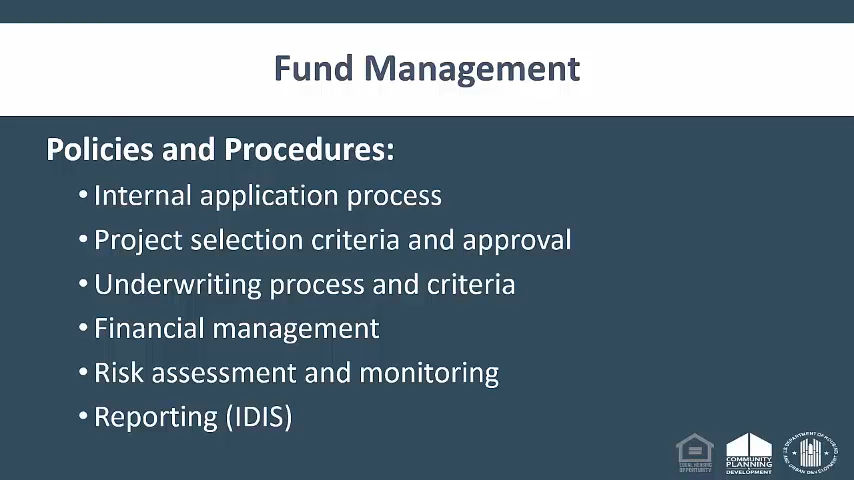 Fund Management
Policies and Procedures:
• Internal application process
• Project selection criteria and approval
• Underwriting process and criteria
• Financial management
• Risk assessment and monitoring
• Reporting (IDIS)
COMMUNITY
PLANNING
DEVELOPMENT